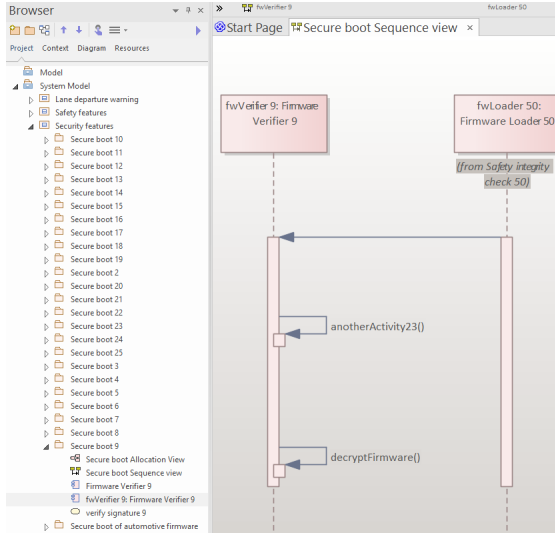 Browser
fwVerifier 9
fwLoader 50
Start Page
Secure boot Sequence view
Project Context Diagram Resources
Model
System Model
Lane departure warning
Safety features
Security features
Secure boot 10
Secure boot 11
Secure boot 12
Secure boot 13
Secure boot 14
Secure boot 15
Secure boot 16
Secure boot 17
Secure boot 18
Secure boot 19
Secure boot 2
Secure boot 20
Secure boot 21
Secure boot 22
Secure boot 23
Secure boot 24
Secure boot 25
Secure boot 3
Secure boot 4
Secure boot 5
Secure boot 6
Secure boot 7
Secure boot 8
Secure boot 9
Secure boot Allocation View
Secure boot Sequence view
Firmware Verifier 9
fwVerifier 9: Firmware Verifier 9
verify signature 9
Secure boot of automotive firmware
fwVerifier 9: Firmware
Verifier 9
fwLoader 50:
Firmware Loader 50
(from Safety integrity
check 50)
anotherActivity23()
decryptFirmware()